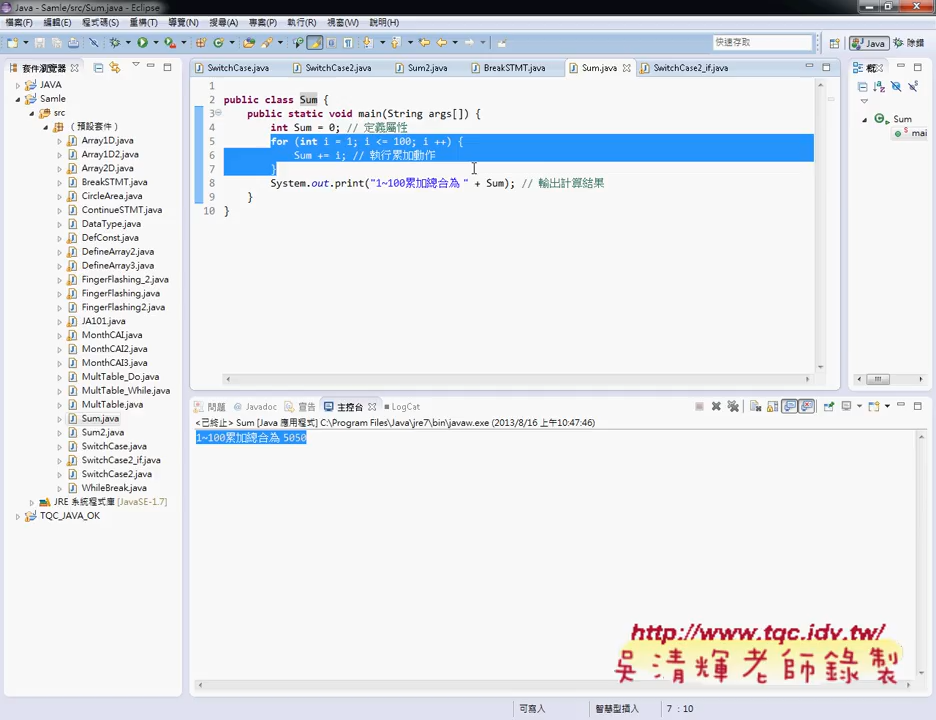 Java - Samle/src/Sum.java - Eclipse
檔案(F) 編輯(E) 程式碼(S) 重構(T) 導覽(N) 搜尋(A) 專案(P) 執行(R) 視窗(W) 說明(H)
快速存取
Java
除錯
套件瀏覽器
SwitchCase.java SwitchCase2.java Sum2.java BreakSTMT.java Sum.java SwitchCase2_if.java
JAVA
Samle
src
(預設套件)
Array1D.java
Array1D2.java
Array2D.java
BreakSTMT.java
CircleArea.java
ContinueSTMT.java
DataType.java
DefConst.java
DefineArray2.java
DefineArray3.java
FingerFlashing_2.java
FingerFlashing.java
FingerFlashing2.java
JA101.java
MonthCAI.java
MonthCAI2.java
MonthCAI3.java
MultTable_Do.java
MultTable_While.java
MultTable.java
Sum.java
Sum2.java
SwitchCase.java
SwitchCase2_if.java
SwitchCase2.java
WhileBreak.java
JRE 系統程式庫 [JavaSE-1.7]
TQC_JAVA_OK
1
2 public class Sum {
3 public static void main(String args[]) {
4 int Sum = 0; // 定義屬性
5 for (int i = 1; i <= 100; i ++) {
6 Sum += i; // 執行累加動作
7 }
8 System.out.print("1~100累加總合為 " + Sum); // 輸出計算結果
9 }
10 }
概
Sum
mai
問題 Javadoc 宣告 主控台 LogCat
<已終止> Sum [Java 應用程式] C:\Program Files\Java\jre7\bin\javaw.exe (2013/8/16 上午10:47:46)
1~100累加總合為 5050
http://www.tqc.idv.tw/
吳清輝老師錄製
可寫入 智慧型插入 7 : 10